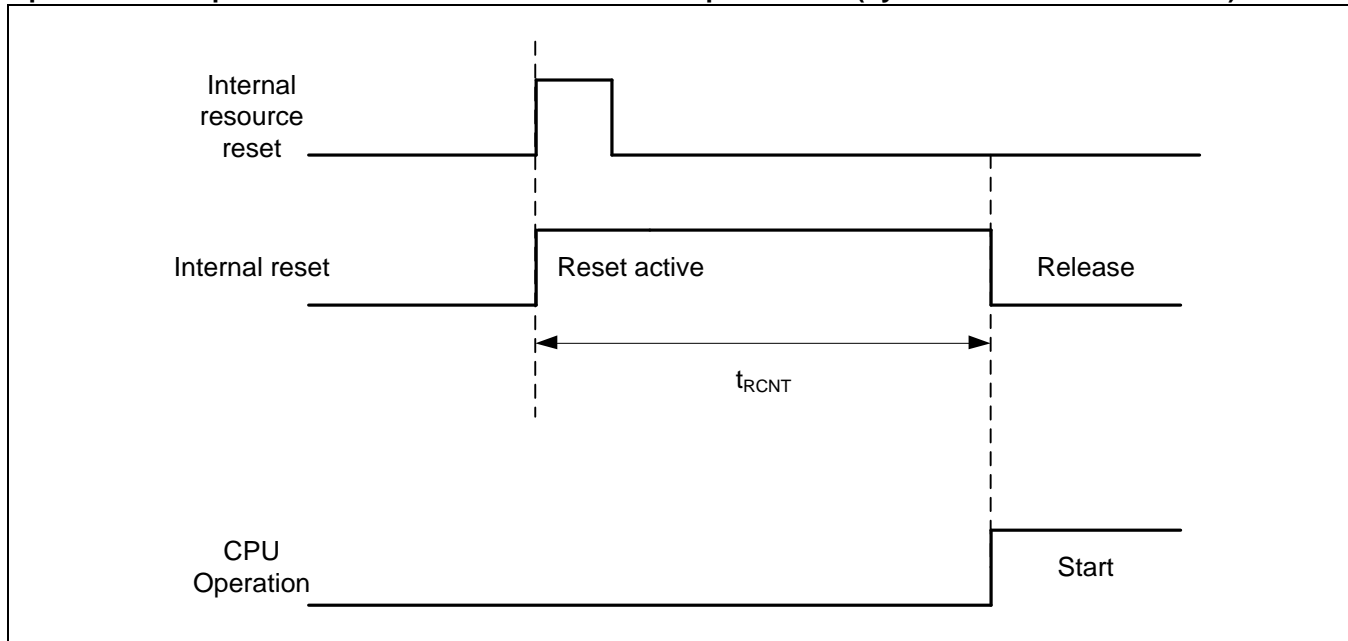 Internal
resource
reset
Internal reset
Reset active
Release
tRCNT
CPU
Operation
Start